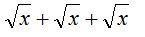 √x + √x + √x